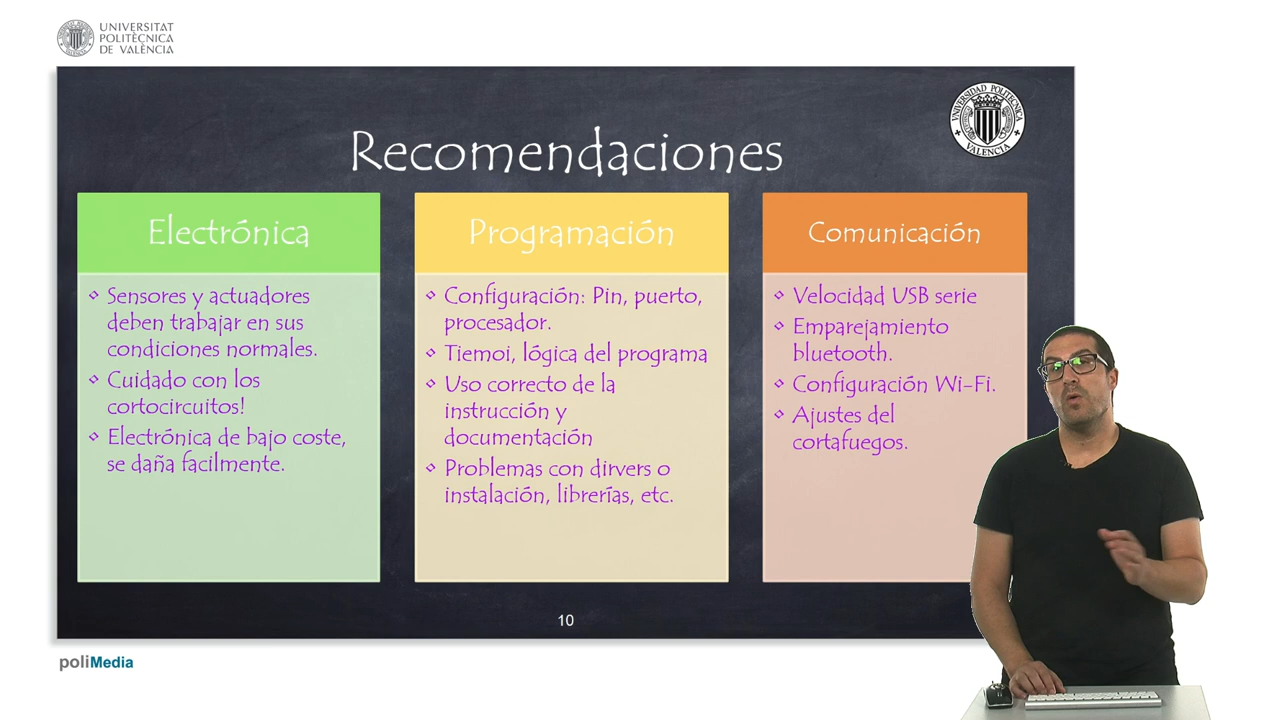 UNIVERSITAT
POLITÈCNICA
DE VALÈNCIA
UNIVERSIDAD POLITECNICA
VALENCIA
Recomendaciones
Electrónica
• Sensores y actuadores
deben trabajar en sus
condiciones normales.
• Cuidado con los
cortocircuitos!
• Electrónica de bajo coste,
se daña facilmente.
Programación
• Configuración: Pin, puerto,
procesador.
• Tiemoi, lógica del programa
• Uso correcto de la
instrucción y
documentación
• Problemas con dirvers o
instalación, librerías, etc.
Comunicación
• Velocidad USB serie
• Emparejamiento
bluetooth.
• Configuración Wi-Fi.
• Ajustes del
cortafuegos.
10
poliMedia